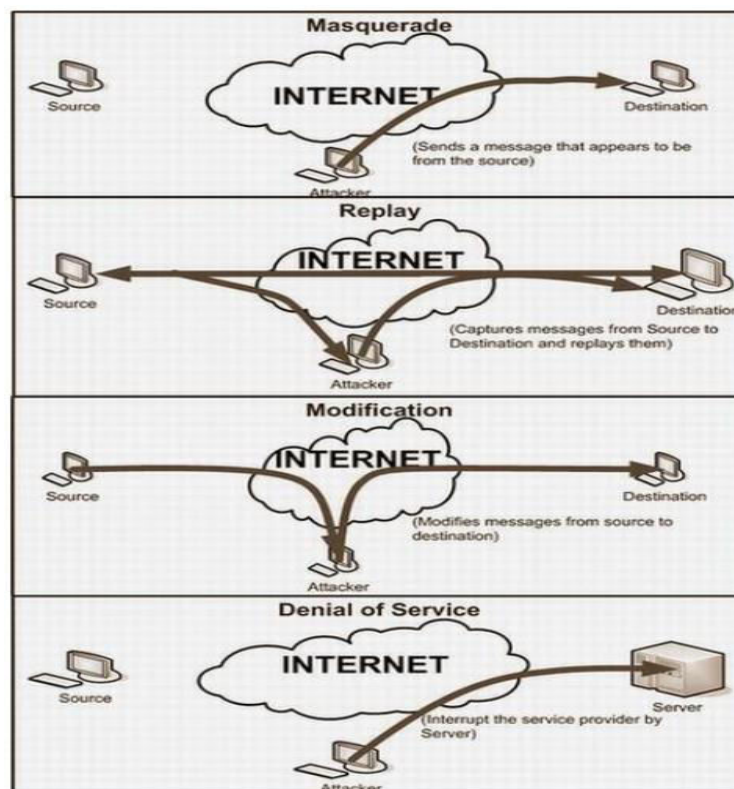 Masquerade
INTERNET
Source
Destination
(Sends a message that appears to be
from the source)
Attacker
Replay
INTERNET
Source
Destination
(Captures messages from Source to
Destination and replays them)
Attacker
Modification
INTERNET
Source
Destination
(Modifies messages from source to
destination)
Attacker
Denial of Service
INTERNET
Source
Server
(Interrupt the service provider by
Server)
Attacker